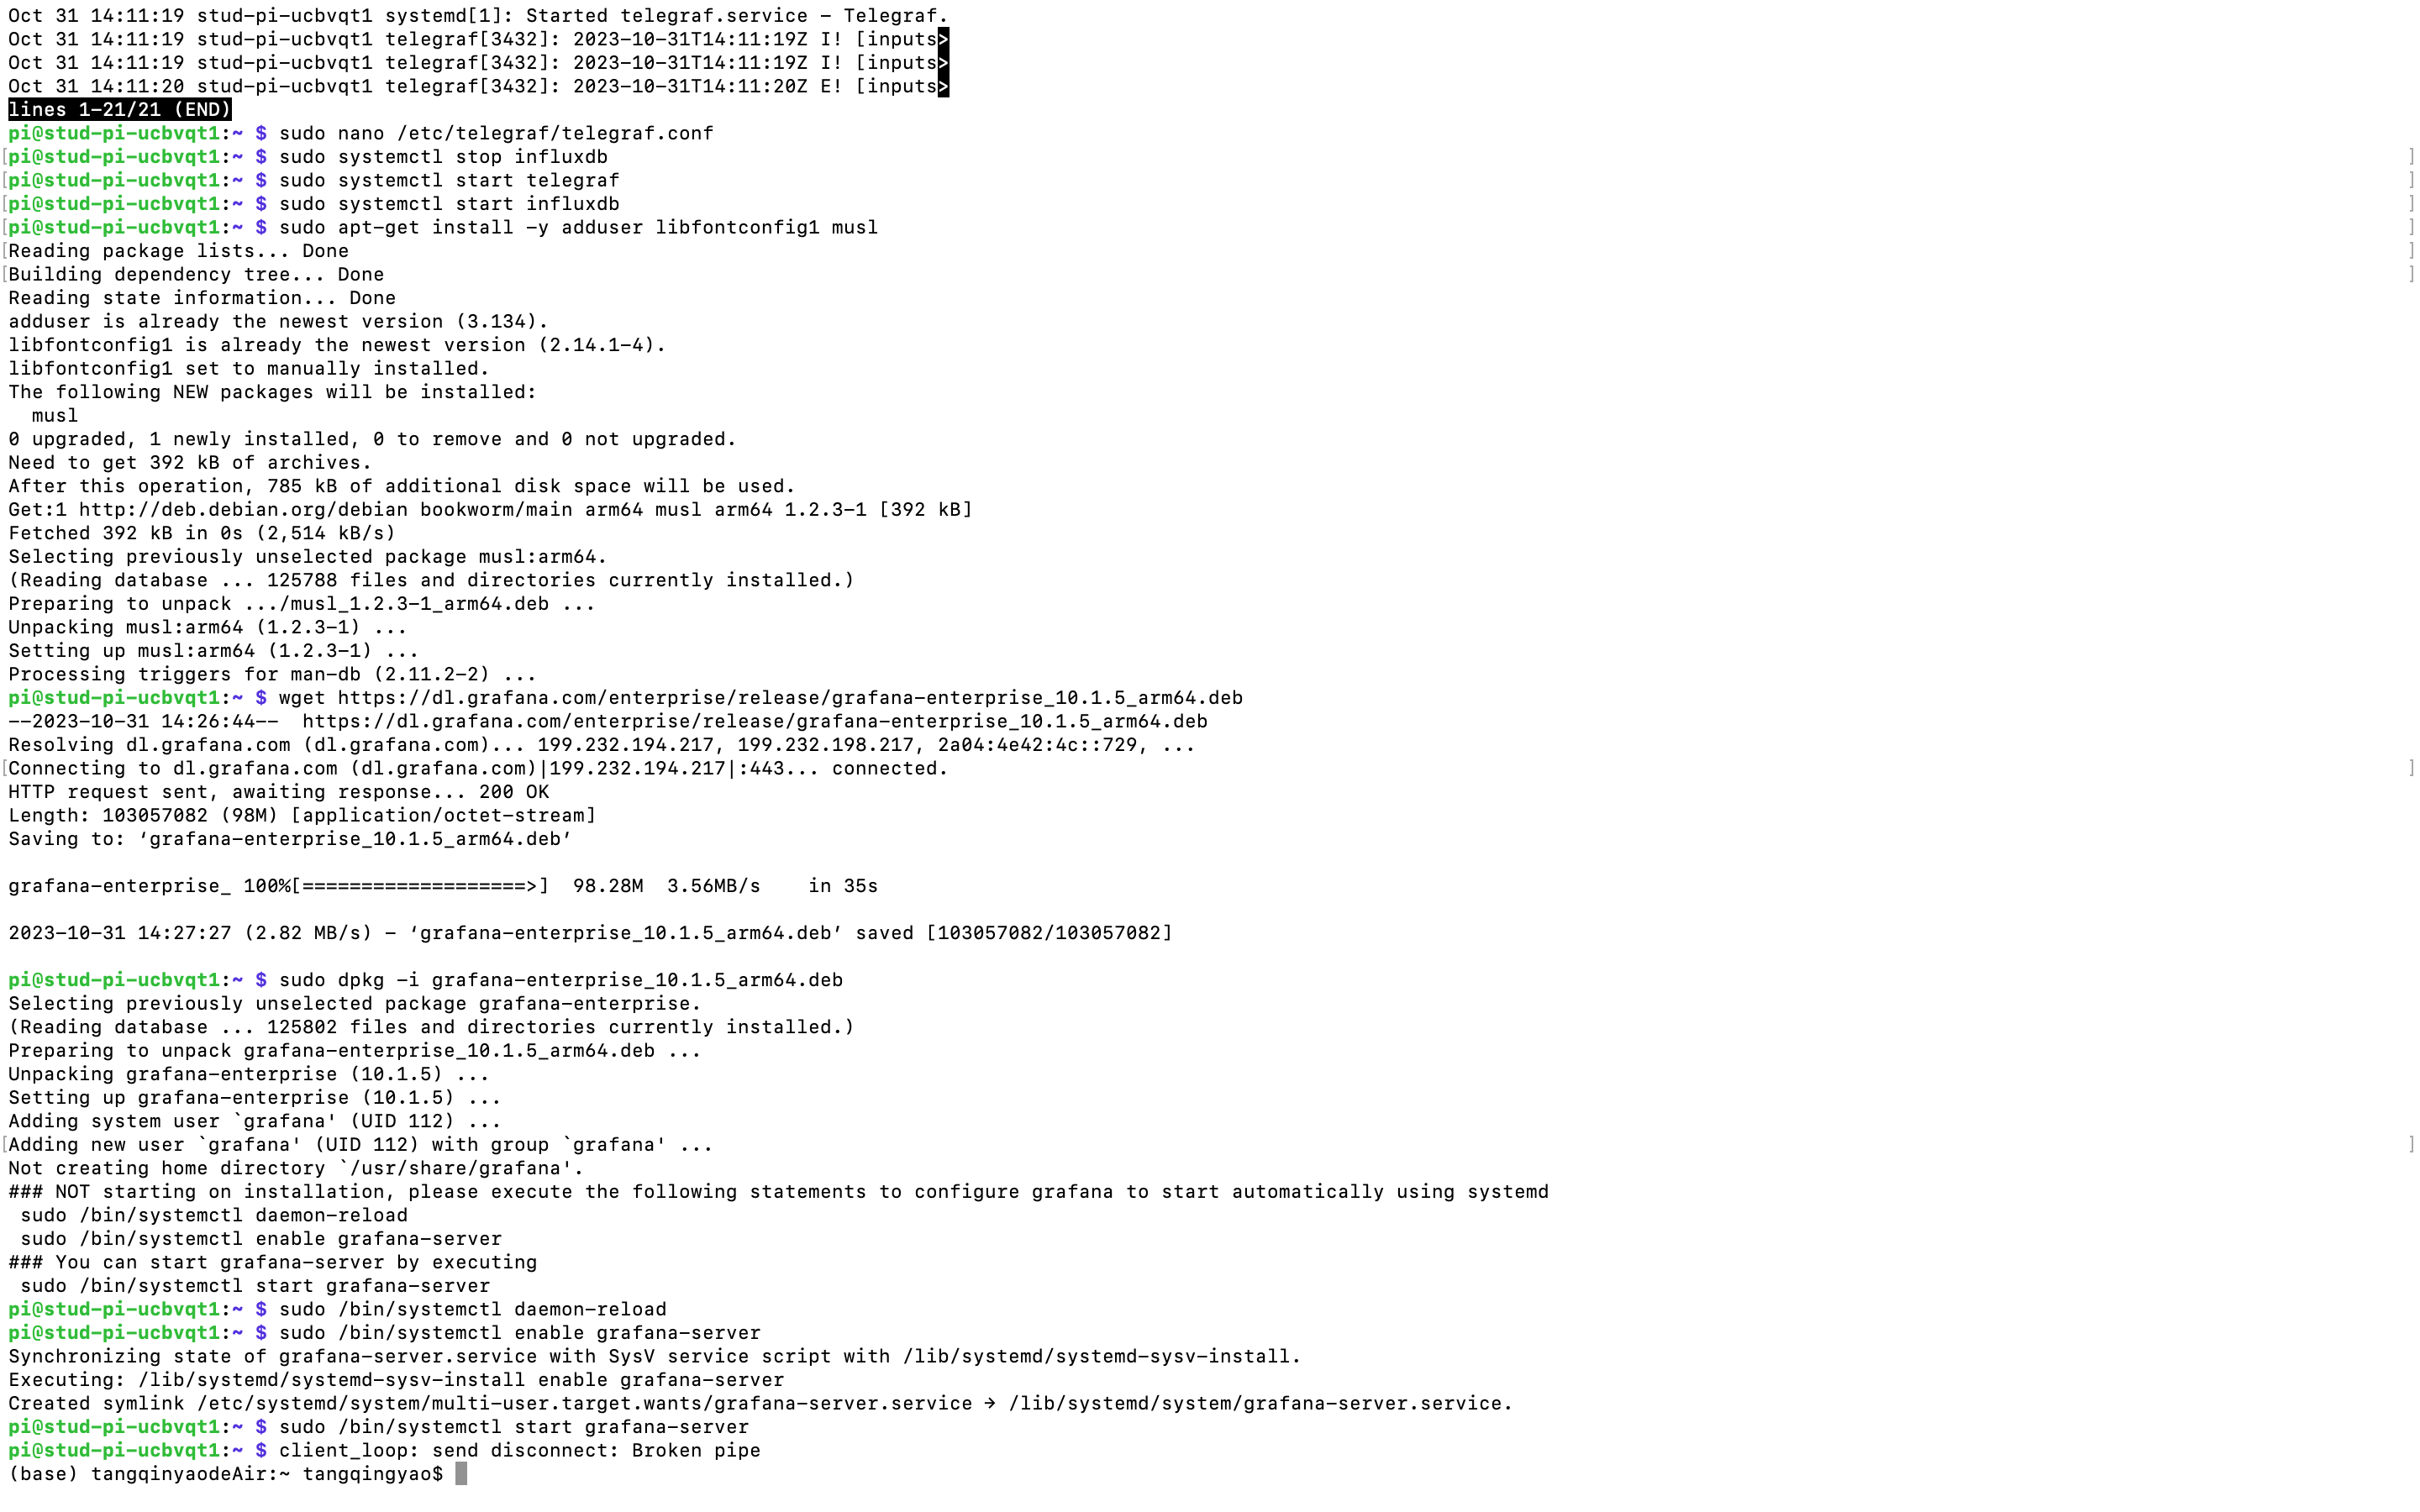 Oct 31 14:11:19 stud-pi-ucbvqt1 systemd[1]: Started telegraf.service - Telegraf.
Oct 31 14:11:19 stud-pi-ucbvqt1 telegraf[3432]: 2023-10-31T14:11:19Z I! [inputs>
Oct 31 14:11:19 stud-pi-ucbvqt1 telegraf[3432]: 2023-10-31T14:11:19Z I! [inputs>
Oct 31 14:11:20 stud-pi-ucbvqt1 telegraf[3432]: 2023-10-31T14:11:20Z E! [inputs>
lines 1-21/21 (END)
pi@stud-pi-ucbvqt1:~ $ sudo nano /etc/telegraf/telegraf.conf
[pi@stud-pi-ucbvqt1:~ $ sudo systemctl stop influxdb ]
[pi@stud-pi-ucbvqt1:~ $ sudo systemctl start telegraf ]
[pi@stud-pi-ucbvqt1:~ $ sudo systemctl start influxdb ]
[pi@stud-pi-ucbvqt1:~ $ sudo apt-get install -y adduser libfontconfig1 musl ]
[Reading package lists... Done ]
[Building dependency tree... Done ]
Reading state information... Done
adduser is already the newest version (3.134).
libfontconfig1 is already the newest version (2.14.1-4).
libfontconfig1 set to manually installed.
The following NEW packages will be installed:
  musl
0 upgraded, 1 newly installed, 0 to remove and 0 not upgraded.
Need to get 392 kB of archives.
After this operation, 785 kB of additional disk space will be used.
Get:1 http://deb.debian.org/debian bookworm/main arm64 musl arm64 1.2.3-1 [392 kB]
Fetched 392 kB in 0s (2,514 kB/s)
Selecting previously unselected package musl:arm64.
(Reading database ... 125788 files and directories currently installed.)
Preparing to unpack .../musl_1.2.3-1_arm64.deb ...
Unpacking musl:arm64 (1.2.3-1) ...
Setting up musl:arm64 (1.2.3-1) ...
Processing triggers for man-db (2.11.2-2) ...
pi@stud-pi-ucbvqt1:~ $ wget https://dl.grafana.com/enterprise/release/grafana-enterprise_10.1.5_arm64.deb
--2023-10-31 14:26:44--  https://dl.grafana.com/enterprise/release/grafana-enterprise_10.1.5_arm64.deb
Resolving dl.grafana.com (dl.grafana.com)... 199.232.194.217, 199.232.198.217, 2a04:4e42:4c::729, ...
[Connecting to dl.grafana.com (dl.grafana.com)|199.232.194.217|:443... connected. ]
HTTP request sent, awaiting response... 200 OK
Length: 103057082 (98M) [application/octet-stream]
Saving to: ‘grafana-enterprise_10.1.5_arm64.deb’
grafana-enterprise_ 100%[===================>]  98.28M  3.56MB/s    in 35s
2023-10-31 14:27:27 (2.82 MB/s) - ‘grafana-enterprise_10.1.5_arm64.deb’ saved [103057082/103057082]
pi@stud-pi-ucbvqt1:~ $ sudo dpkg -i grafana-enterprise_10.1.5_arm64.deb
Selecting previously unselected package grafana-enterprise.
(Reading database ... 125802 files and directories currently installed.)
Preparing to unpack grafana-enterprise_10.1.5_arm64.deb ...
Unpacking grafana-enterprise (10.1.5) ...
Setting up grafana-enterprise (10.1.5) ...
Adding system user `grafana' (UID 112) ...
[Adding new user `grafana' (UID 112) with group `grafana' ... ]
Not creating home directory `/usr/share/grafana'.
### NOT starting on installation, please execute the following statements to configure grafana to start automatically using systemd
 sudo /bin/systemctl daemon-reload
 sudo /bin/systemctl enable grafana-server
### You can start grafana-server by executing
 sudo /bin/systemctl start grafana-server
pi@stud-pi-ucbvqt1:~ $ sudo /bin/systemctl daemon-reload
pi@stud-pi-ucbvqt1:~ $ sudo /bin/systemctl enable grafana-server
Synchronizing state of grafana-server.service with SysV service script with /lib/systemd/systemd-sysv-install.
Executing: /lib/systemd/systemd-sysv-install enable grafana-server
Created symlink /etc/systemd/system/multi-user.target.wants/grafana-server.service → /lib/systemd/system/grafana-server.service.
pi@stud-pi-ucbvqt1:~ $ sudo /bin/systemctl start grafana-server
pi@stud-pi-ucbvqt1:~ $ client_loop: send disconnect: Broken pipe
(base) tangqinyaodeAir:~ tangqingyao$